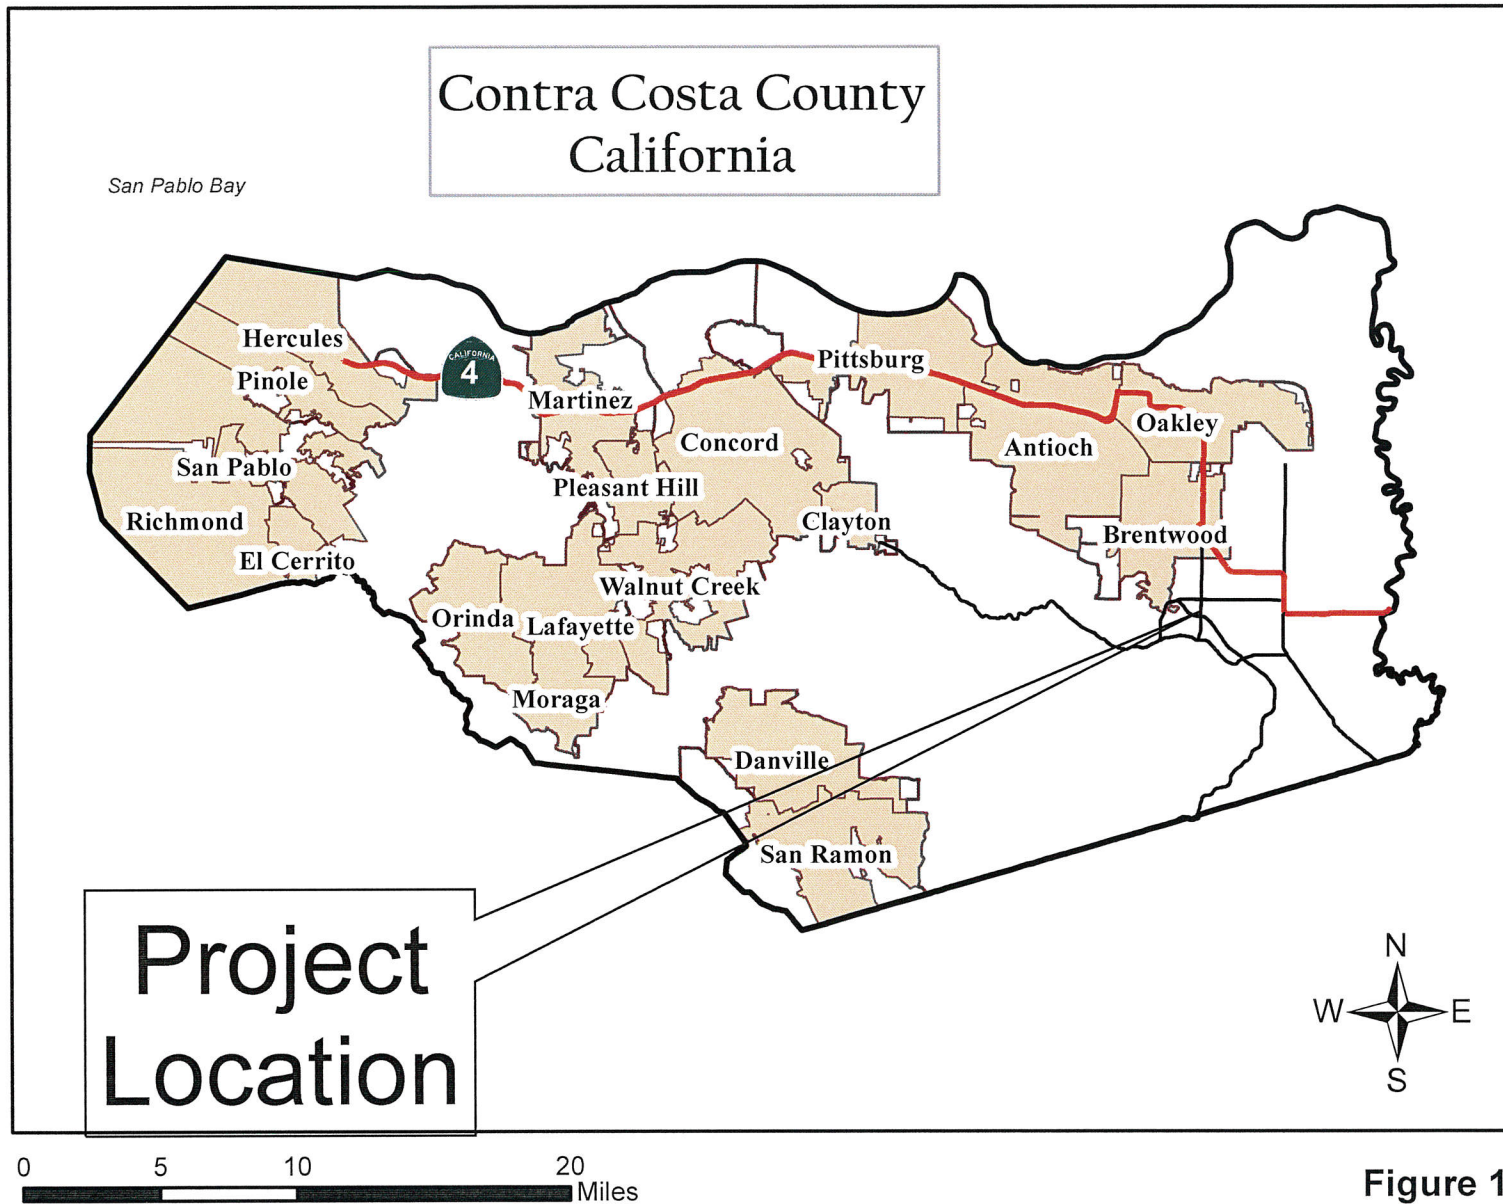 Contra Costa County
California
San Pablo Bay
Hercules
CALIFORNIA
4
Pinole
Martinez
Pittsburg
Oakley
Concord
Antioch
San Pablo
Pleasant Hill
Richmond
Clayton
Brentwood
El Cerrito
Walnut Creek
Orinda
Lafayette
Moraga
Danville
San Ramon
Project
Location
N
W
E
S
0
5
10
20
Miles
Figure 1